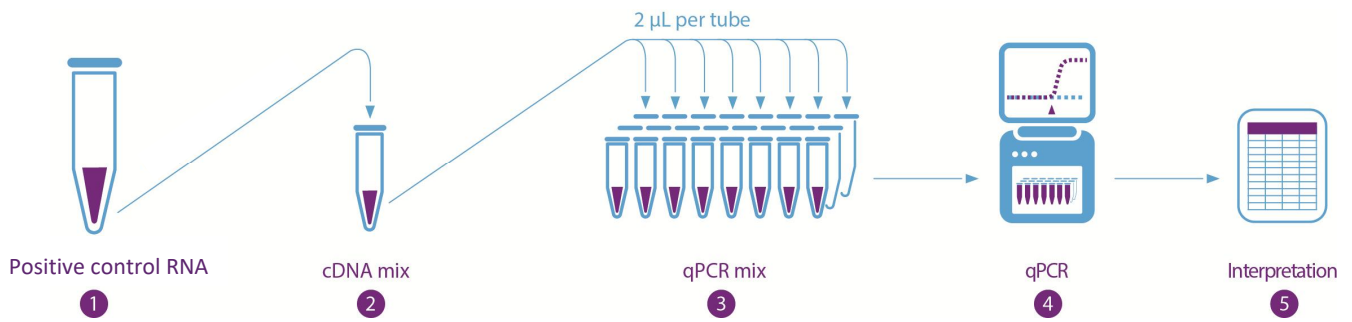 2 µL per tube
Positive control RNA
cDNA mix
qPCR mix
qPCR
Interpretation
1
2
3
4
5